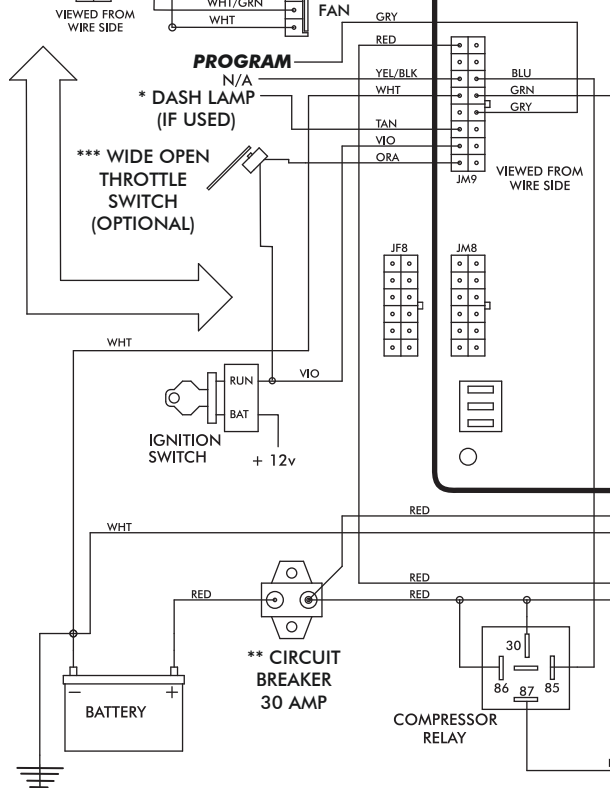 WHT/GRN
WHT
FAN
VIEWED FROM
WIRE SIDE
GRY
RED
PROGRAM
N/A
YEL/BLK
BLU
* DASH LAMP
(IF USED)
WHT
GRN
GRY
TAN
VIO
ORA
*** WIDE OPEN
THROTTLE
SWITCH
(OPTIONAL)
JM9
VIEWED FROM
WIRE SIDE
JF8
JM8
WHT
RUN
VIO
BAT
IGNITION
SWITCH
+ 12v
RED
WHT
RED
RED
RED
30
86
85
87
** CIRCUIT
BREAKER
30 AMP
− +
BATTERY
COMPRESSOR
RELAY